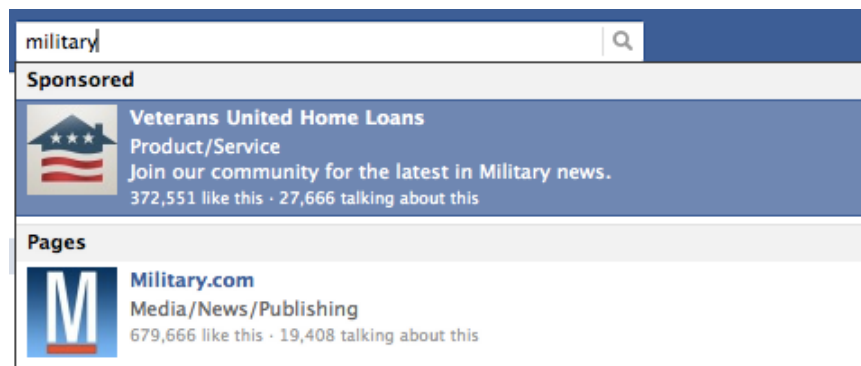 military
Sponsored
Veterans United Home Loans
Product/Service
Join our community for the latest in Military news.
372,551 like this · 27,666 talking about this
Pages
M
Military.com
Media/News/Publishing
679,666 like this · 19,408 talking about this